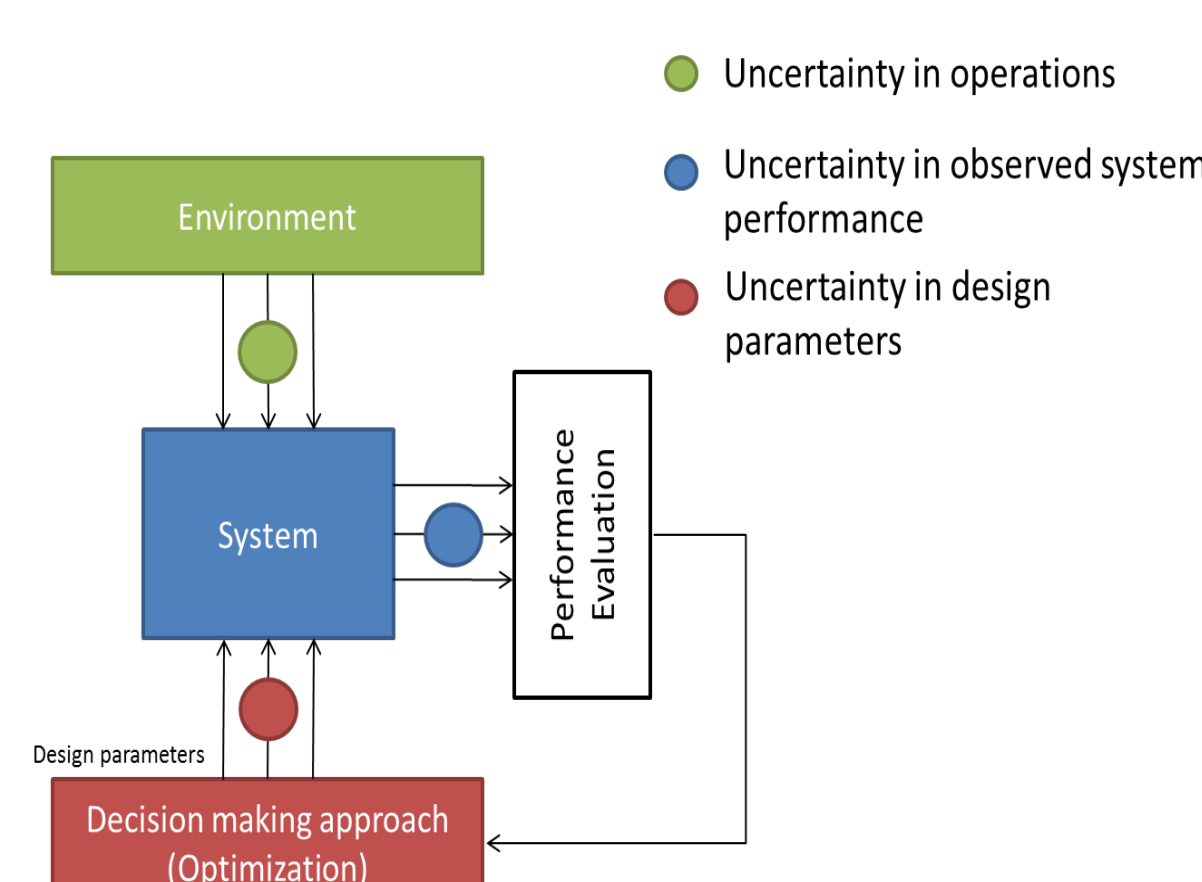 Uncertainty in operations
Uncertainty in observed system
performance
Uncertainty in design
parameters
Environment
System
Performance
Evaluation
Design parameters
Decision making approach
(Optimization)